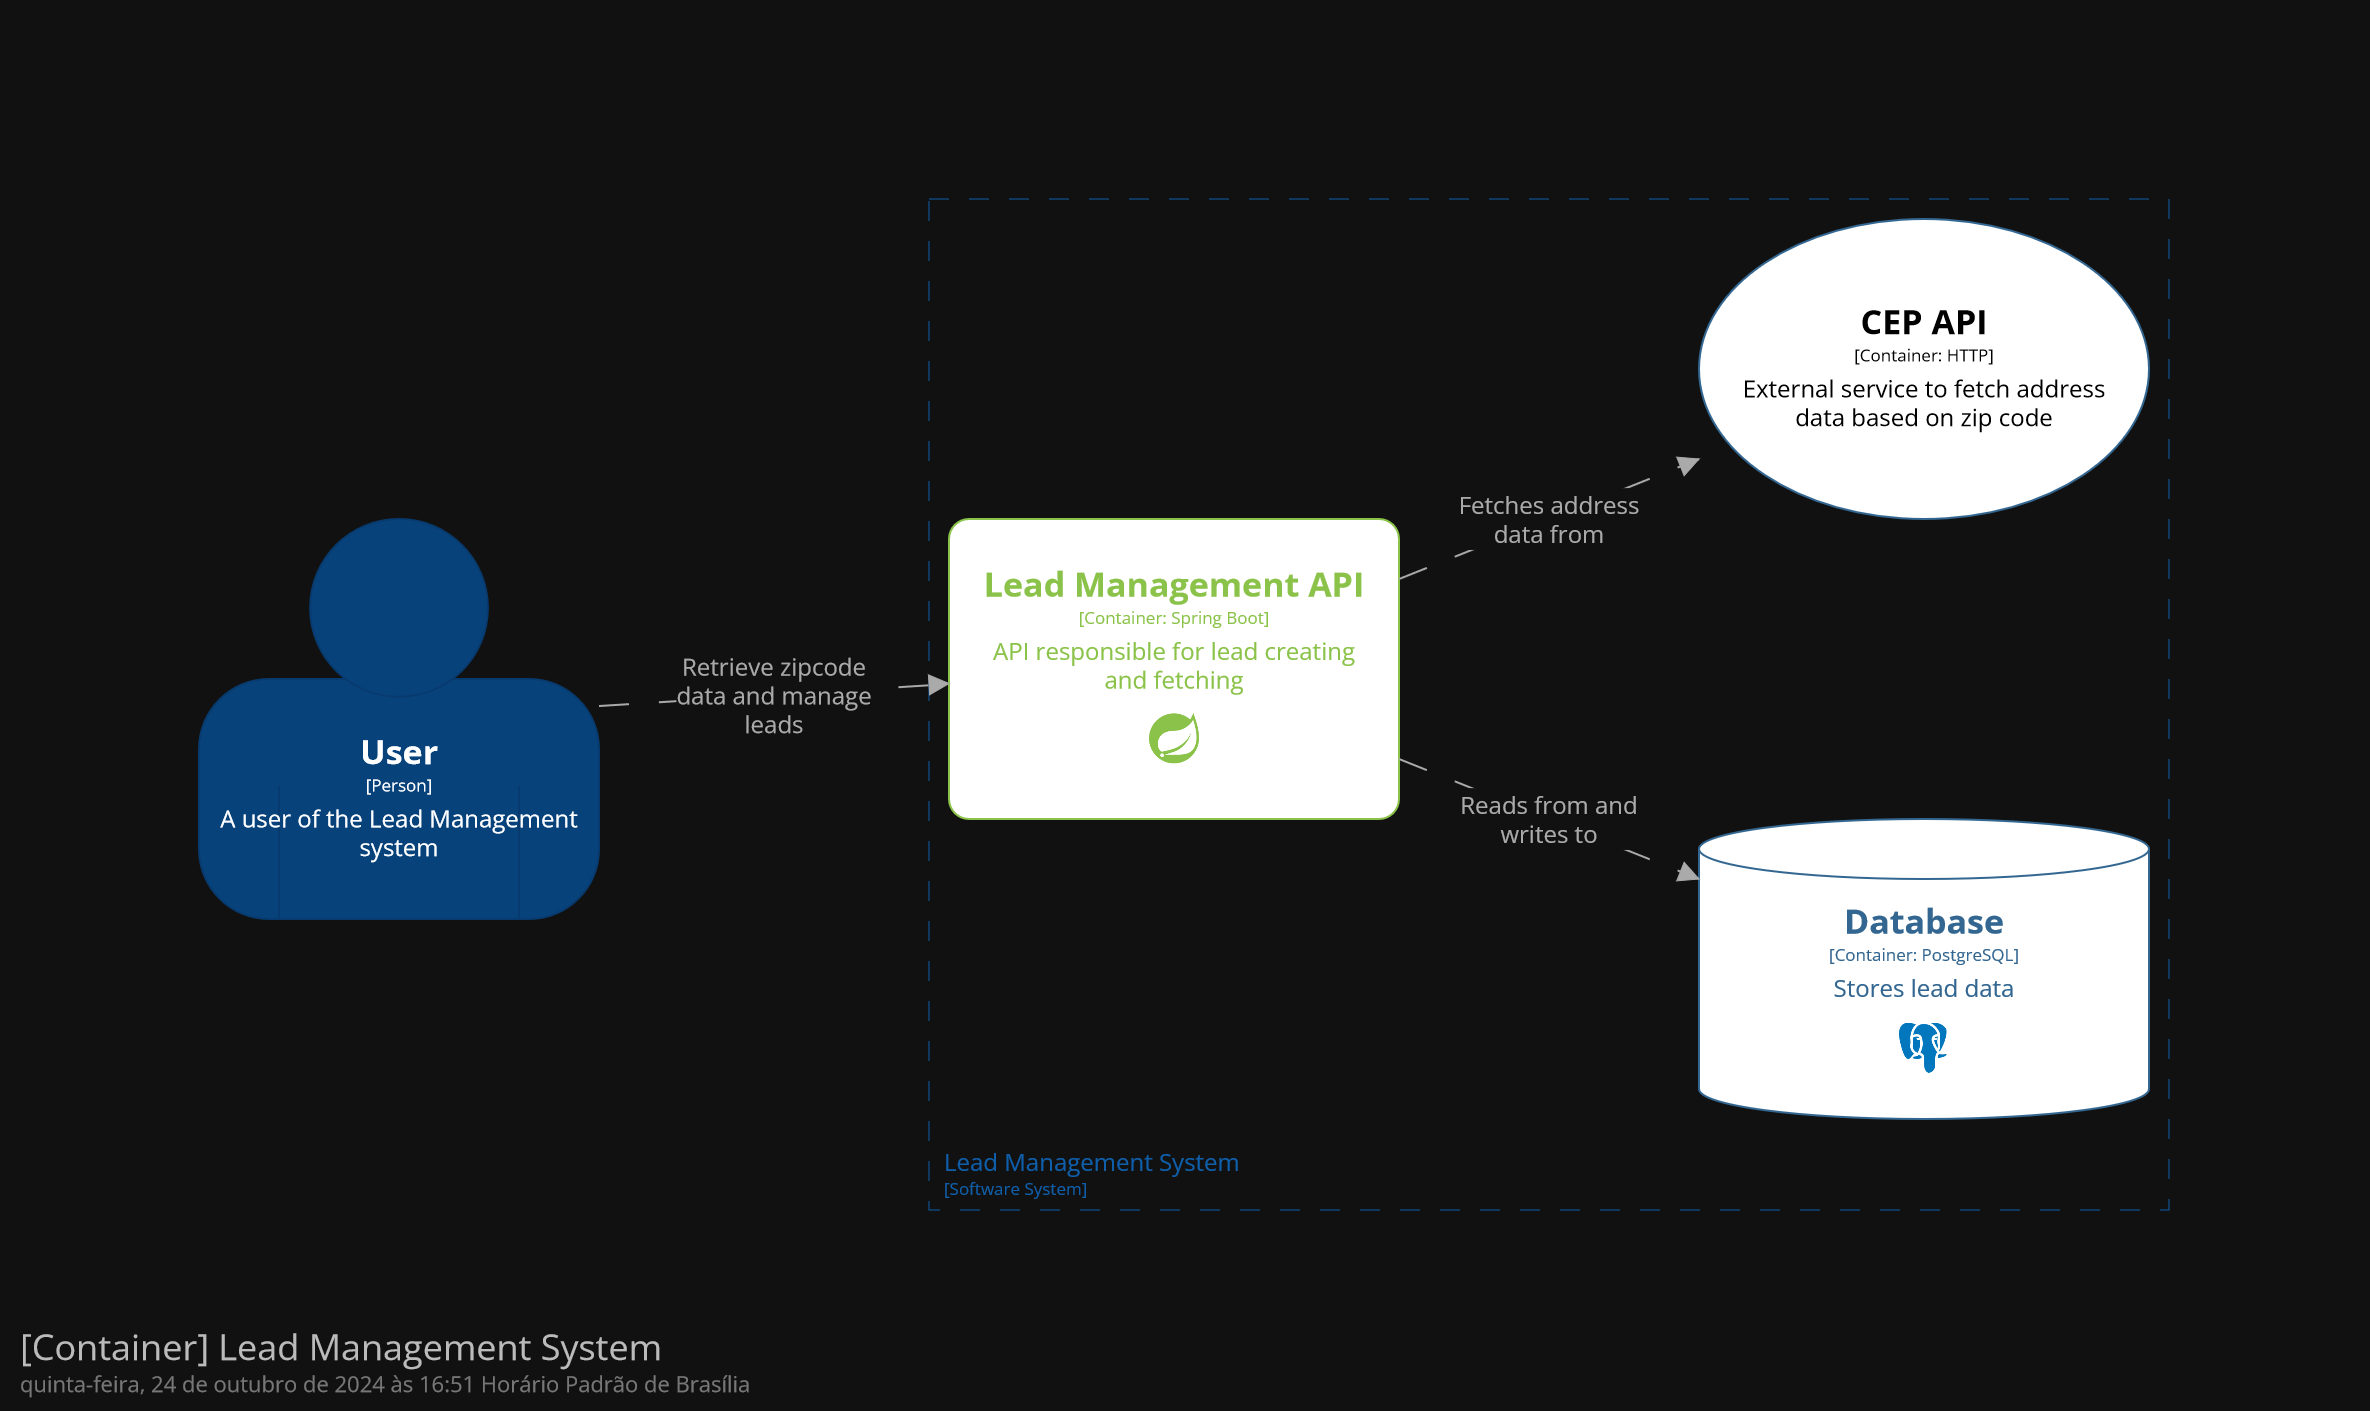 User
[Person]
A user of the Lead Management
system
Retrieve zipcode
data and manage
leads
Lead Management API
[Container: Spring Boot]
API responsible for lead creating
and fetching
Fetches address
data from
CEP API
[Container: HTTP]
External service to fetch address
data based on zip code
Reads from and
writes to
Database
[Container: PostgreSQL]
Stores lead data
Lead Management System
[Software System]
[Container] Lead Management System
quinta-feira, 24 de outubro de 2024 às 16:51 Horário Padrão de Brasília